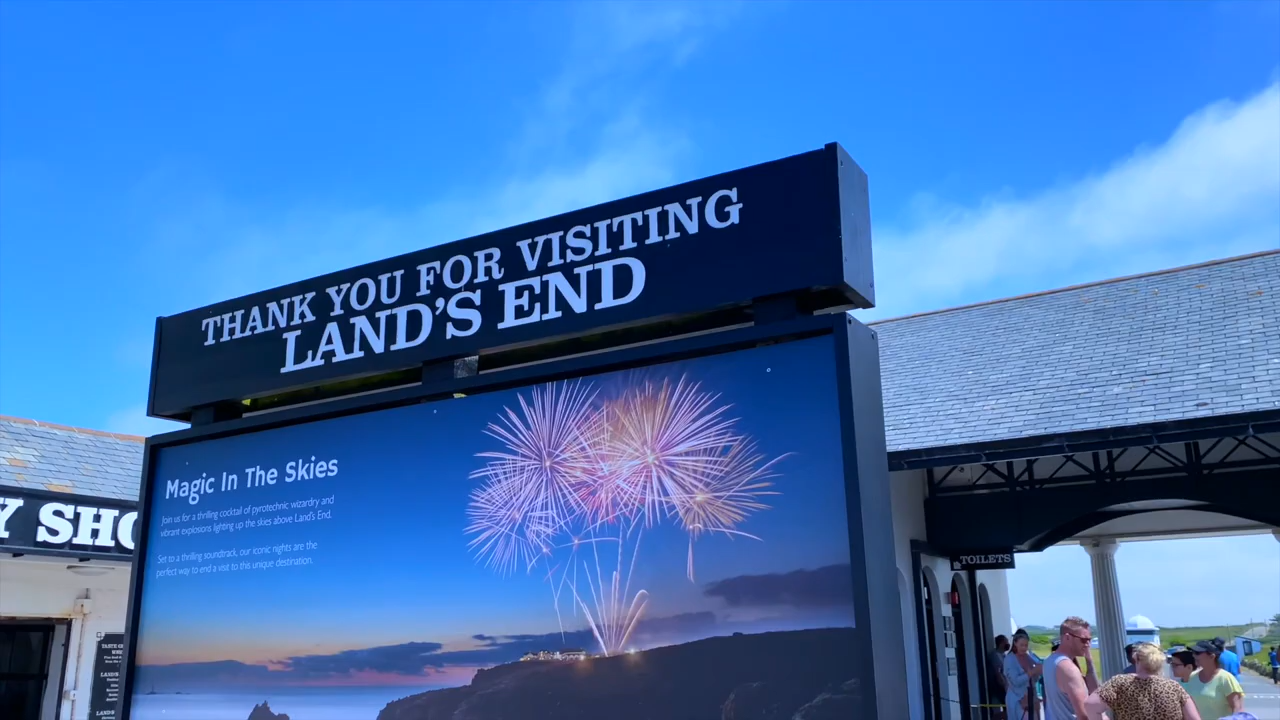 THANK YOU FOR VISITING
LAND'S END
Magic In The Skies
Join us for a thrilling cocktail of pyrotechnic wizardry and
vibrant explosions lighting up the skies above Land's End.
Set to a thrilling soundtrack, our iconic nights are the
perfect way to end a visit to this unique destination.
Y SHO
TOILETS